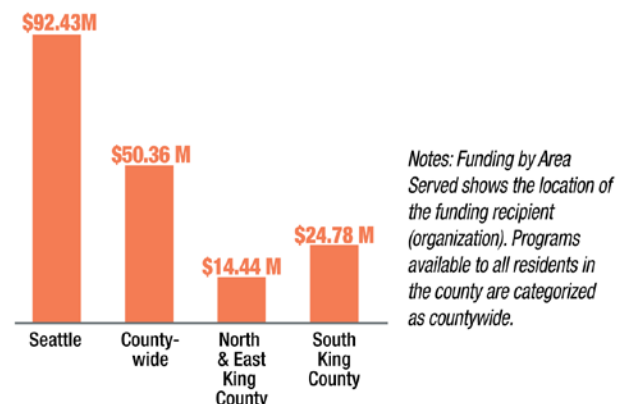 $92.43M
$50.36 M
$14.44 M
$24.78 M
Seattle
County-
wide
North
& East
King
County
South
King
County
Notes: Funding by Area
Served shows the location of
the funding recipient
(organization). Programs
available to all residents in
the county are categorized
as countywide.